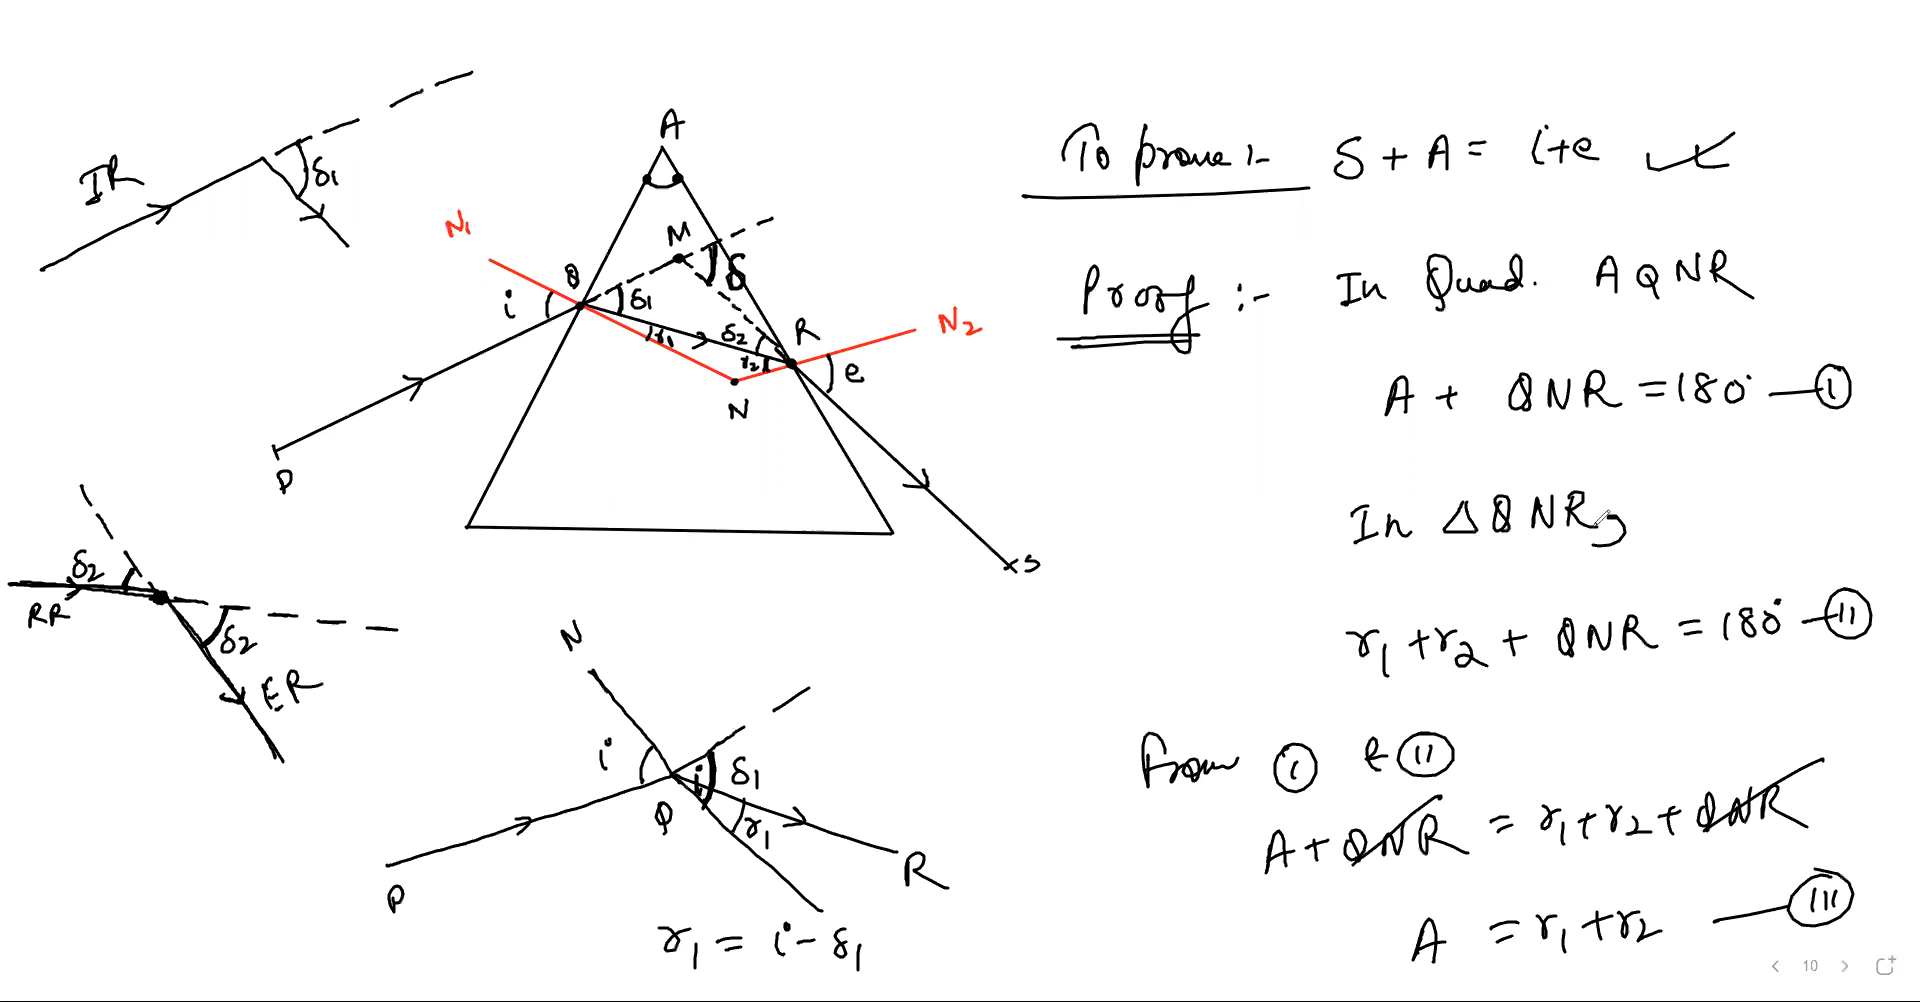 IR
δ1
A
N1
M
δ
Q
i
δ1
r1
δ2
r2
R
N2
e
N
P
S
δ2
RR
δ2
ER
N
i
i
δ1
Q
r1
P
R
r1 = i - δ1
To prove :- δ + A = i+e ✓
Proof :- In Quad. AQNR
A + QNR = 180° — (i)
In Δ QNR,
r1 + r2 + QNR = 180° — (ii)
From (i) & (ii)
A + QNR = r1 + r2 + QNR
A = r1 + r2 — (iii)
< 10 >